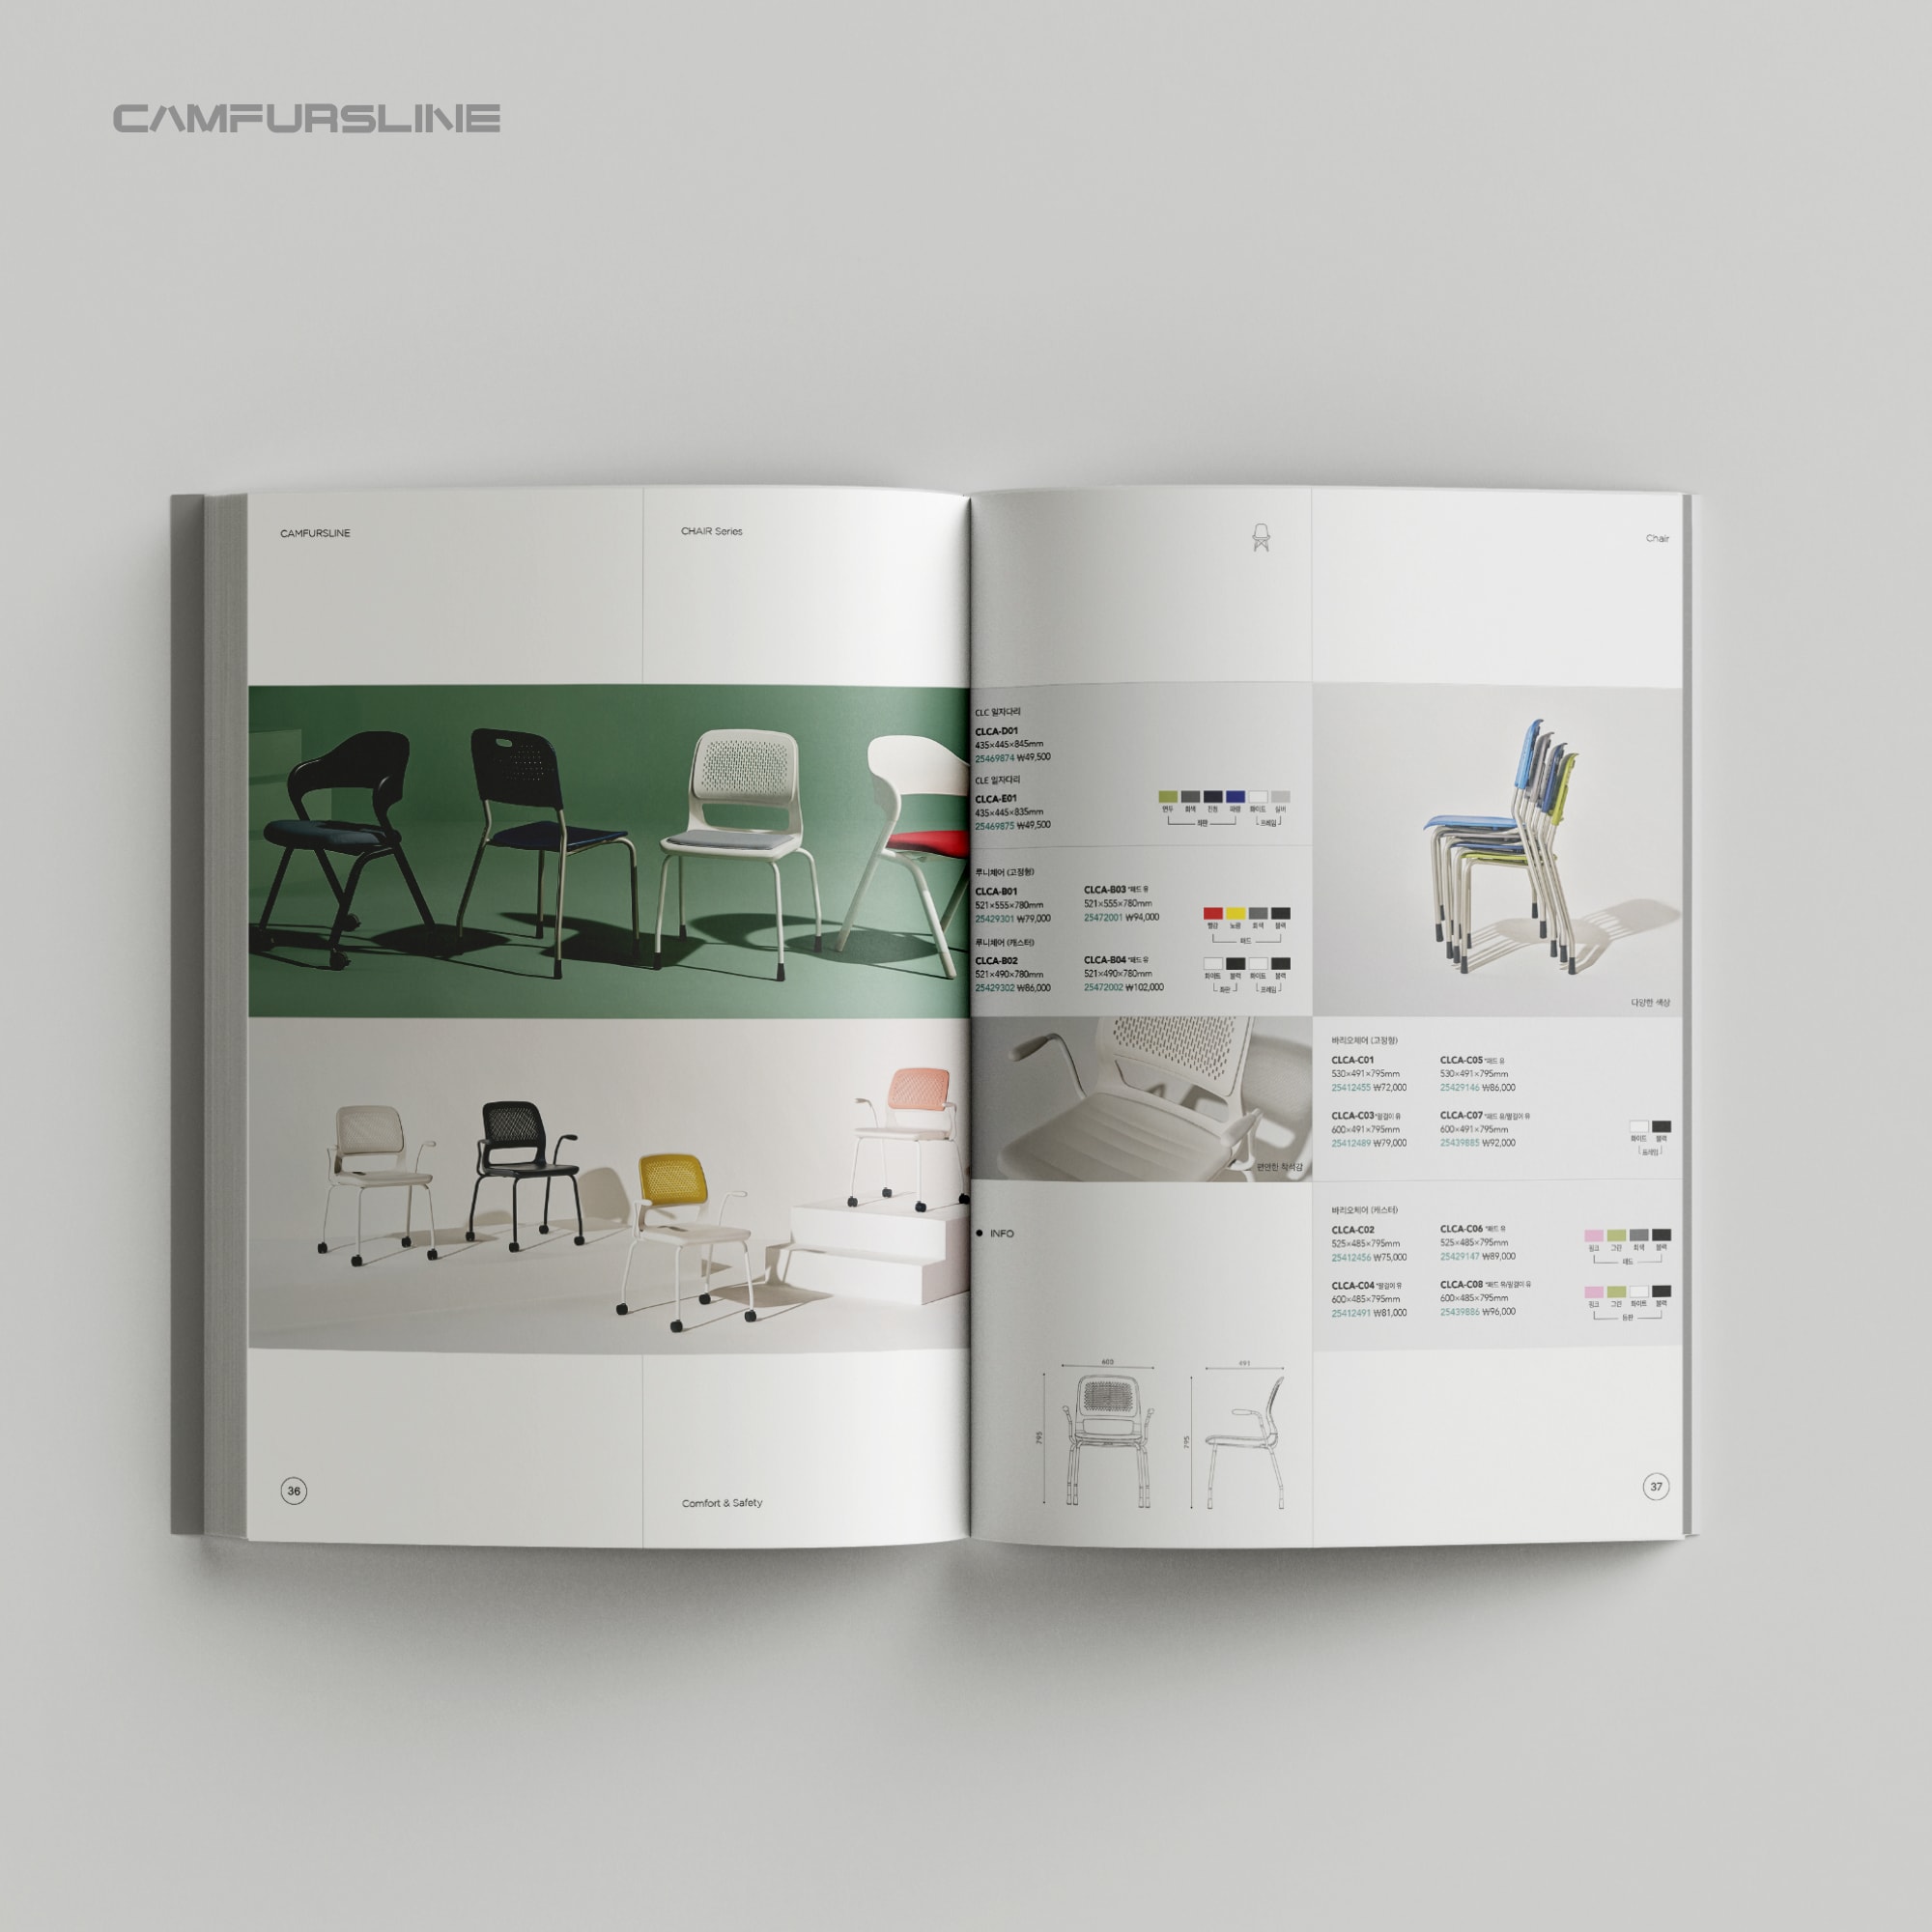 CAMFURSLINE
CAMFURSLINE
CHAIR Series
36
Comfort & Safety
Chair
CLC 일자다리
CLCA-D01
435×445×845mm
25469874 ₩49,500
CLE 일자다리
CLCA-E01
435×445×835mm
25469875 ₩49,500
연두 회색 진청 파랑 화이트 실버
좌판 프레임
루니체어 (고정형)
CLCA-B01
521×555×780mm
25429301 ₩79,000
CLCA-B03 *패드 유
521×555×780mm
25472001 ₩94,000
루니체어 (캐스터)
CLCA-B02
521×490×780mm
25429302 ₩86,000
CLCA-B04 *패드 유
521×490×780mm
25472002 ₩102,000
빨강 노랑 회색 블랙
패드
화이트 블랙 화이트 블랙
좌판 프레임
다양한 색상
편안한 착석감
바리오체어 (고정형)
CLCA-C01
530×491×795mm
25412455 ₩72,000
CLCA-C05 *패드 유
530×491×795mm
25429146 ₩86,000
CLCA-C03 *팔걸이 유
600×491×795mm
25412489 ₩79,000
CLCA-C07 *패드 유/팔걸이 유
600×491×795mm
25439885 ₩92,000
화이트 블랙
프레임
바리오체어 (캐스터)
CLCA-C02
525×485×795mm
25412456 ₩75,000
CLCA-C06 *패드 유
525×485×795mm
25429147 ₩89,000
CLCA-C04 *팔걸이 유
600×485×795mm
25412491 ₩81,000
CLCA-C08 *패드 유/팔걸이 유
600×485×795mm
25439886 ₩96,000
핑크 그린 회색 블랙
패드
핑크 그린 화이트 블랙
등판
INFO
600
795
491
795
37